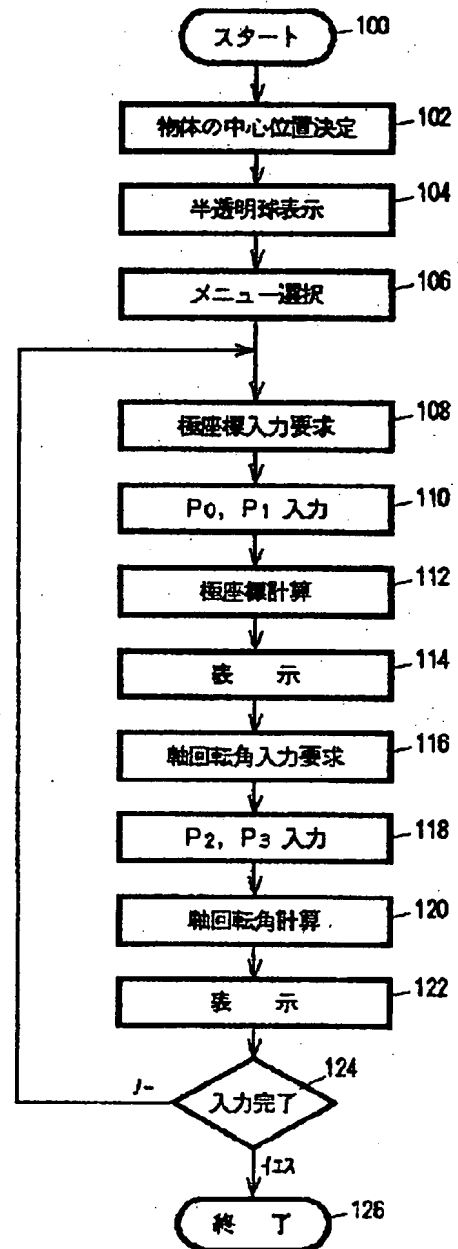 スタート
100
物体の中心位置決定
102
半透明球表示
104
メニュー選択
106
極座標入力要求
108
P0, P1 入力
110
極座標計算
112
表 示
114
軸回転角入力要求
116
P2, P3 入力
118
軸回転角計算
120
表 示
122
入力完了
124
ノー
イエス
終 了
126